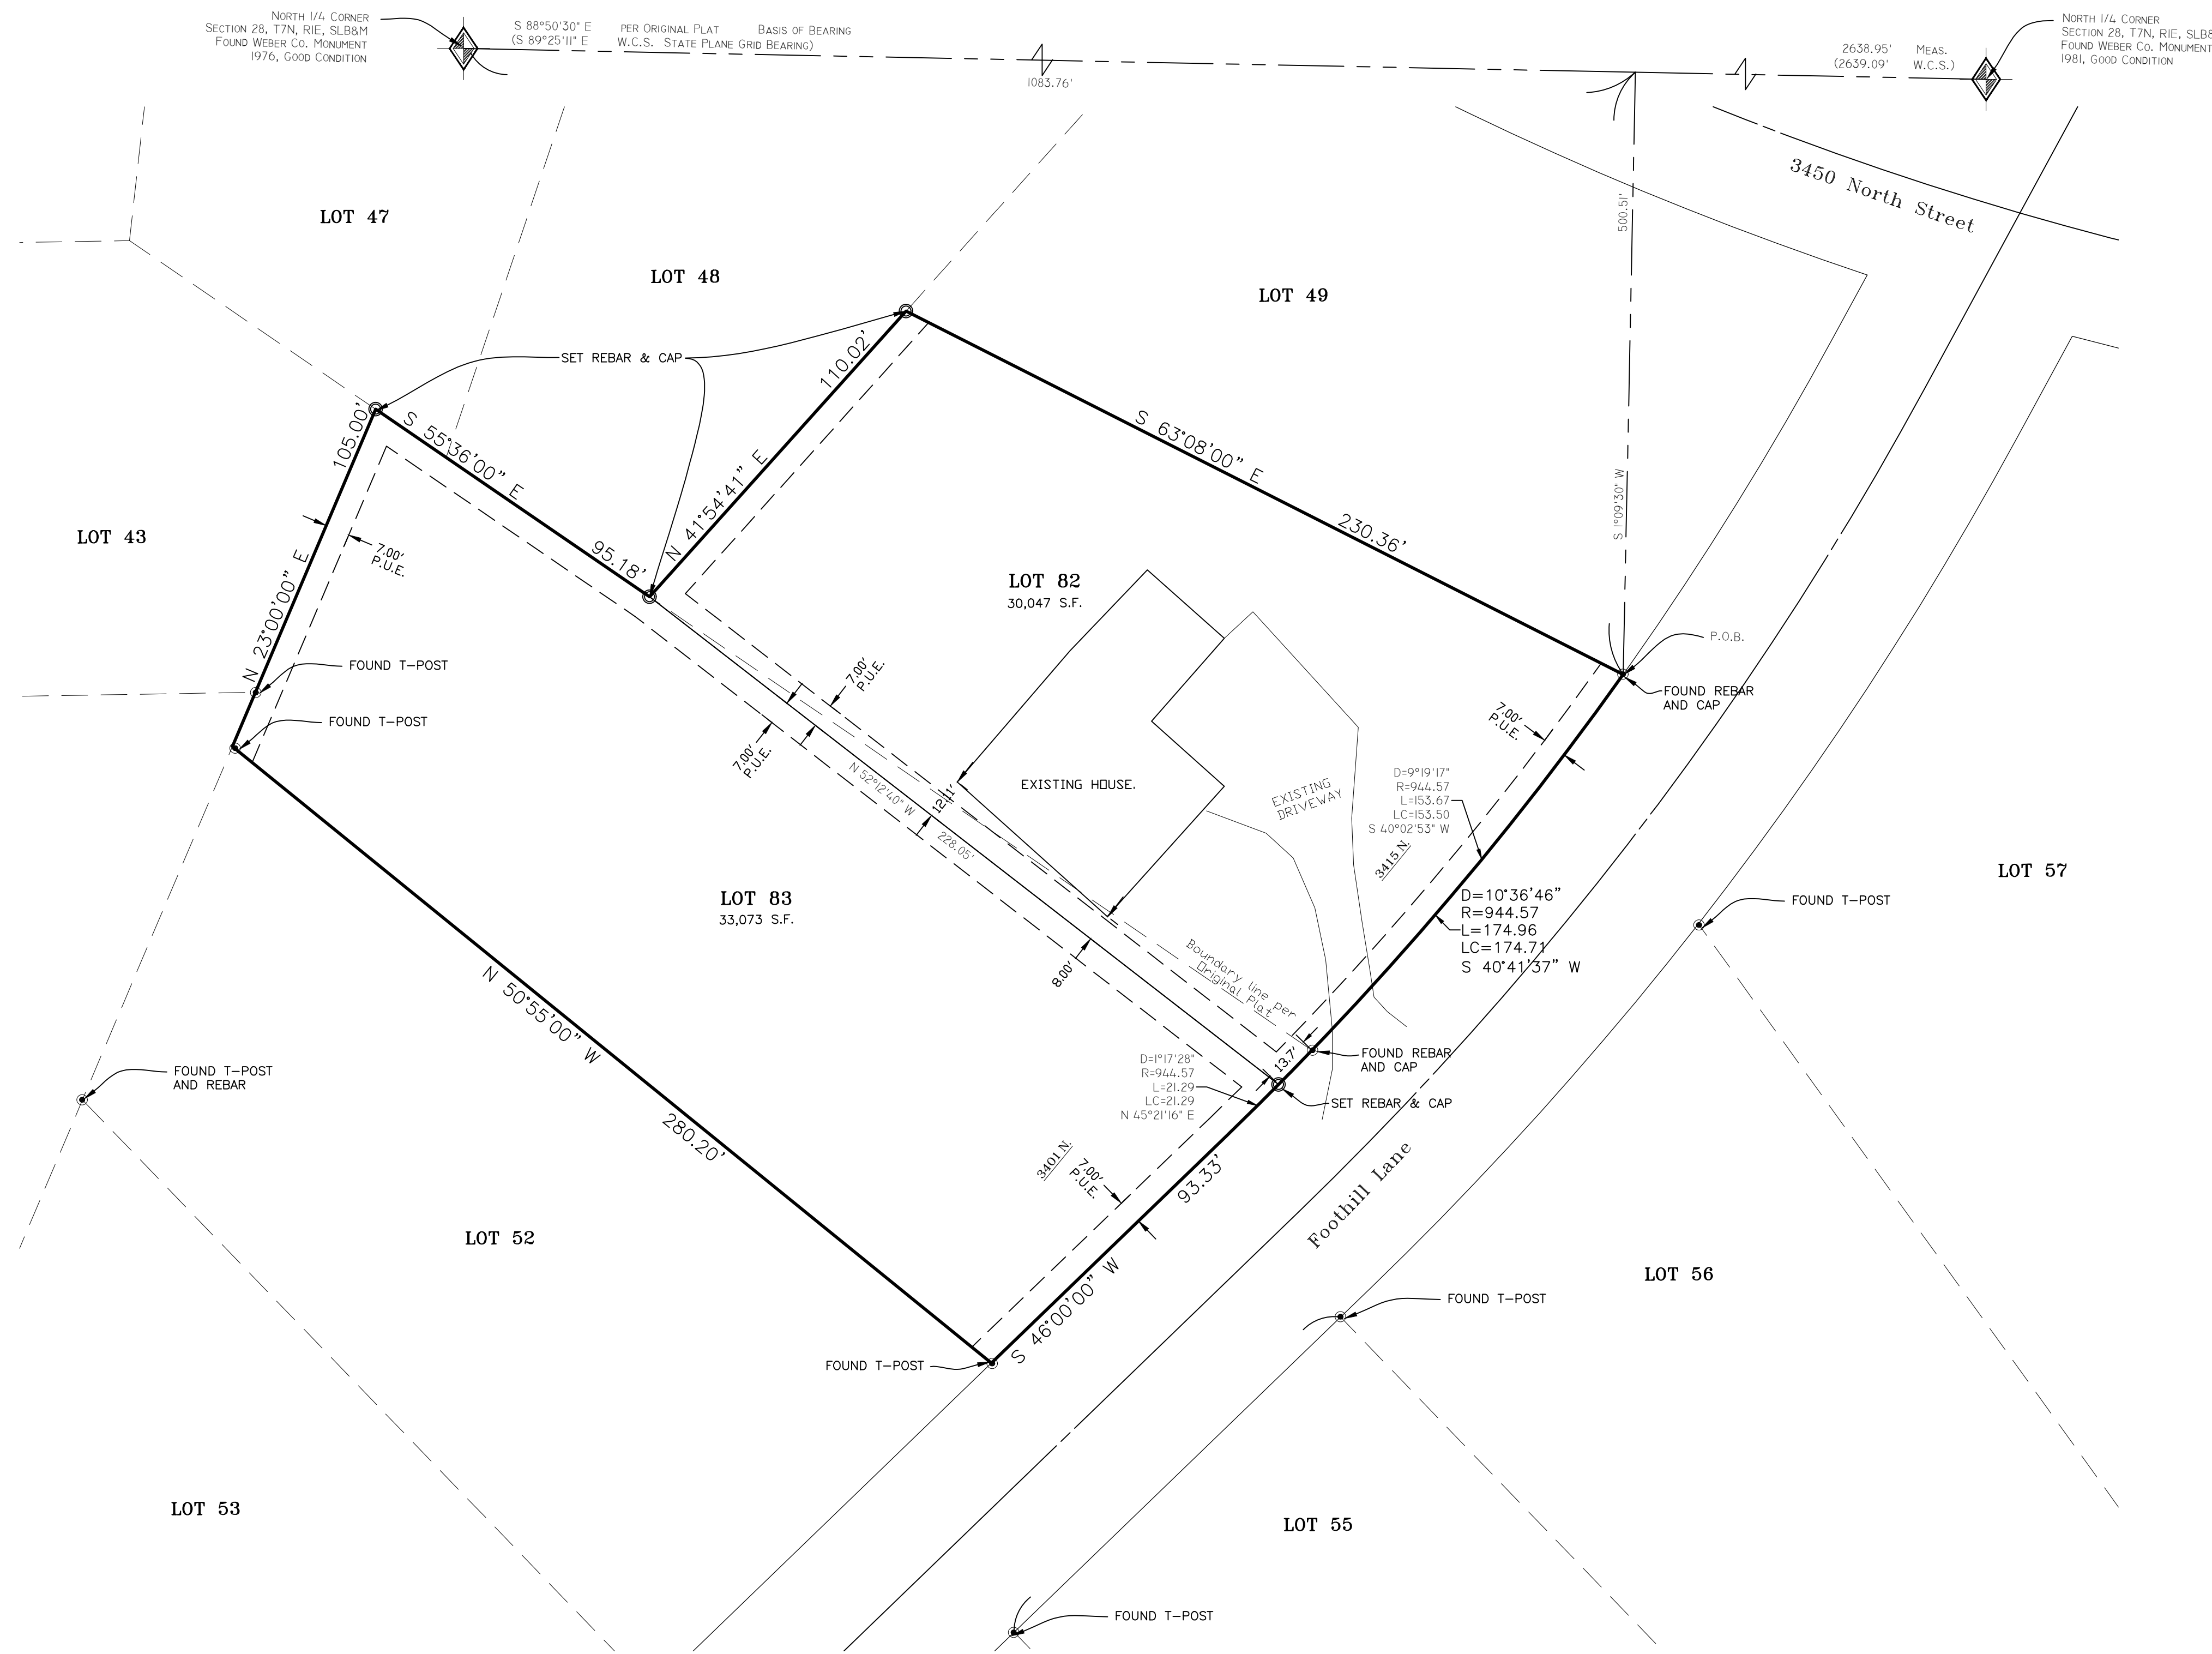 NORTH 1/4 CORNER
SECTION 28, T7N, R1E, SLB&M
FOUND WEBER CO. MONUMENT
1976, GOOD CONDITION
S 88°50'30" E PER ORIGINAL PLAT BASIS OF BEARING
(S 89°25'11" E W.C.S. STATE PLANE GRID BEARING)
1083.76'
2638.95' MEAS.
(2639.09' W.C.S.)
NORTH 1/4 CORNER
SECTION 28, T7N, R1E, SLB&
FOUND WEBER CO. MONUMENT
1981, GOOD CONDITION
3450 North Street
500.51'
S 1°09'30" W
LOT 47
LOT 48
LOT 49
SET REBAR & CAP
110.02'
N 41°54'41" E
105.00'
N 23°00'00" E
S 55°36'00" E
95.18'
S 63°08'00" E
230.36'
LOT 43
7.00'
P.U.E.
LOT 82
30,047 S.F.
P.O.B.
FOUND REBAR
AND CAP
FOUND T-POST
FOUND T-POST
7.00'
P.U.E.
7.00'
P.U.E.
7.00'
P.U.E.
N 52°12'40" W
228.05'
12.11'
EXISTING HOUSE.
EXISTING
DRIVEWAY
D=9°19'17"
R=944.57
L=153.67
LC=153.50
S 40°02'53" W
3415 N.
D=10°36'46"
R=944.57
L=174.96
LC=174.71
S 40°41'37" W
LOT 57
FOUND T-POST
LOT 83
33,073 S.F.
8.00'
Boundary line per
Original Plat
N 50°55'00" W
280.20'
13.7'
FOUND REBAR
AND CAP
SET REBAR & CAP
D=1°17'28"
R=944.57
L=21.29
LC=21.29
N 45°21'16" E
FOUND T-POST
AND REBAR
3401 N.
7.00'
P.U.E.
93.33'
S 46°00'00" W
Foothill Lane
LOT 52
LOT 56
FOUND T-POST
FOUND T-POST
LOT 53
LOT 55
FOUND T-POST